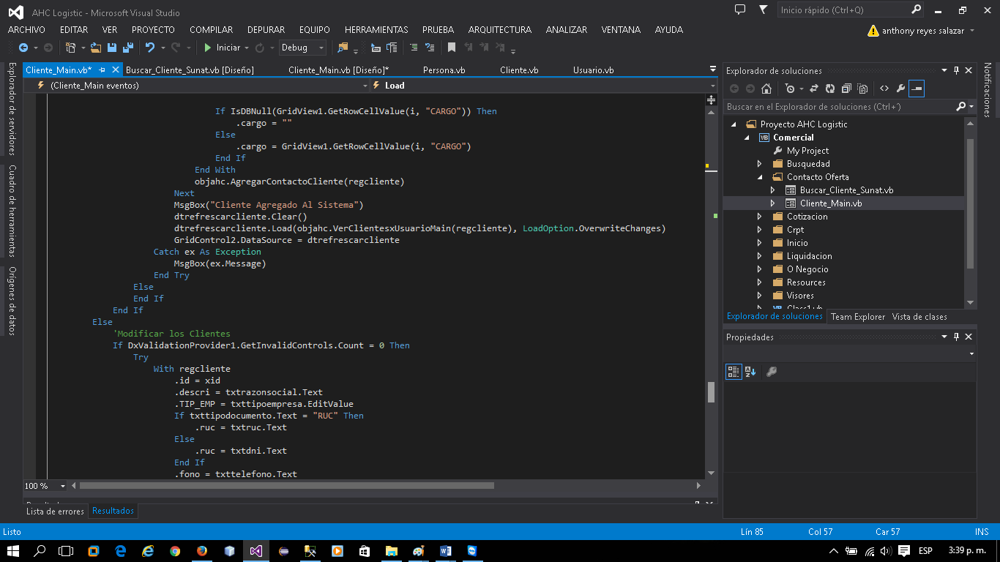 AHC Logistic - Microsoft Visual Studio
Inicio rápido (Ctrl+Q)
ARCHIVO EDITAR VER PROYECTO COMPILAR DEPURAR EQUIPO HERRAMIENTAS PRUEBA ARQUITECTURA ANALIZAR VENTANA AYUDA
anthony reyes salazar
Iniciar Debug
Explorador de servidores
Cuadro de herramientas
Orígenes de datos
Cliente_Main.vb* Buscar_Cliente_Sunat.vb [Diseño] Cliente_Main.vb [Diseño]* Persona.vb Cliente.vb Usuario.vb
(Cliente_Main eventos) Load
If IsDBNull(GridView1.GetRowCellValue(i, "CARGO")) Then
.cargo = ""
Else
.cargo = GridView1.GetRowCellValue(i, "CARGO")
End If
End With
objahc.AgregarContactoCliente(regcliente)
Next
MsgBox("Cliente Agregado Al Sistema")
dtrefrescarcliente.Clear()
dtrefrescarcliente.Load(objahc.VerClientesxUsuarioMain(regcliente), LoadOption.OverwriteChanges)
GridControl2.DataSource = dtrefrescarcliente
Catch ex As Exception
MsgBox(ex.Message)
End Try
Else
End If
End If
Else
'Modificar los Clientes
If DxValidationProvider1.GetInvalidControls.Count = 0 Then
Try
With regcliente
.id = xid
.descri = txtrazonsocial.Text
.TIP_EMP = txttipoempresa.EditValue
If txttipodocumento.Text = "RUC" Then
.ruc = txtruc.Text
Else
.ruc = txtdni.Text
End If
.fono = txttelefono.Text
100 %
Lista de errores Resultados
Explorador de soluciones
Buscar en el Explorador de soluciones (Ctrl+´)
Proyecto AHC Logistic
VB Comercial
My Project
Busquedad
Contacto Oferta
Buscar_Cliente_Sunat.vb
Cliente_Main.vb
Cotizacion
Crpt
Inicio
Liquidacion
O Negocio
Resources
Visores
Class1.vb
Explorador de soluciones Team Explorer Vista de clases
Propiedades
Notificaciones
Listo Lín 85 Col 57 Car 57 INS
ESP 3:39 p. m.